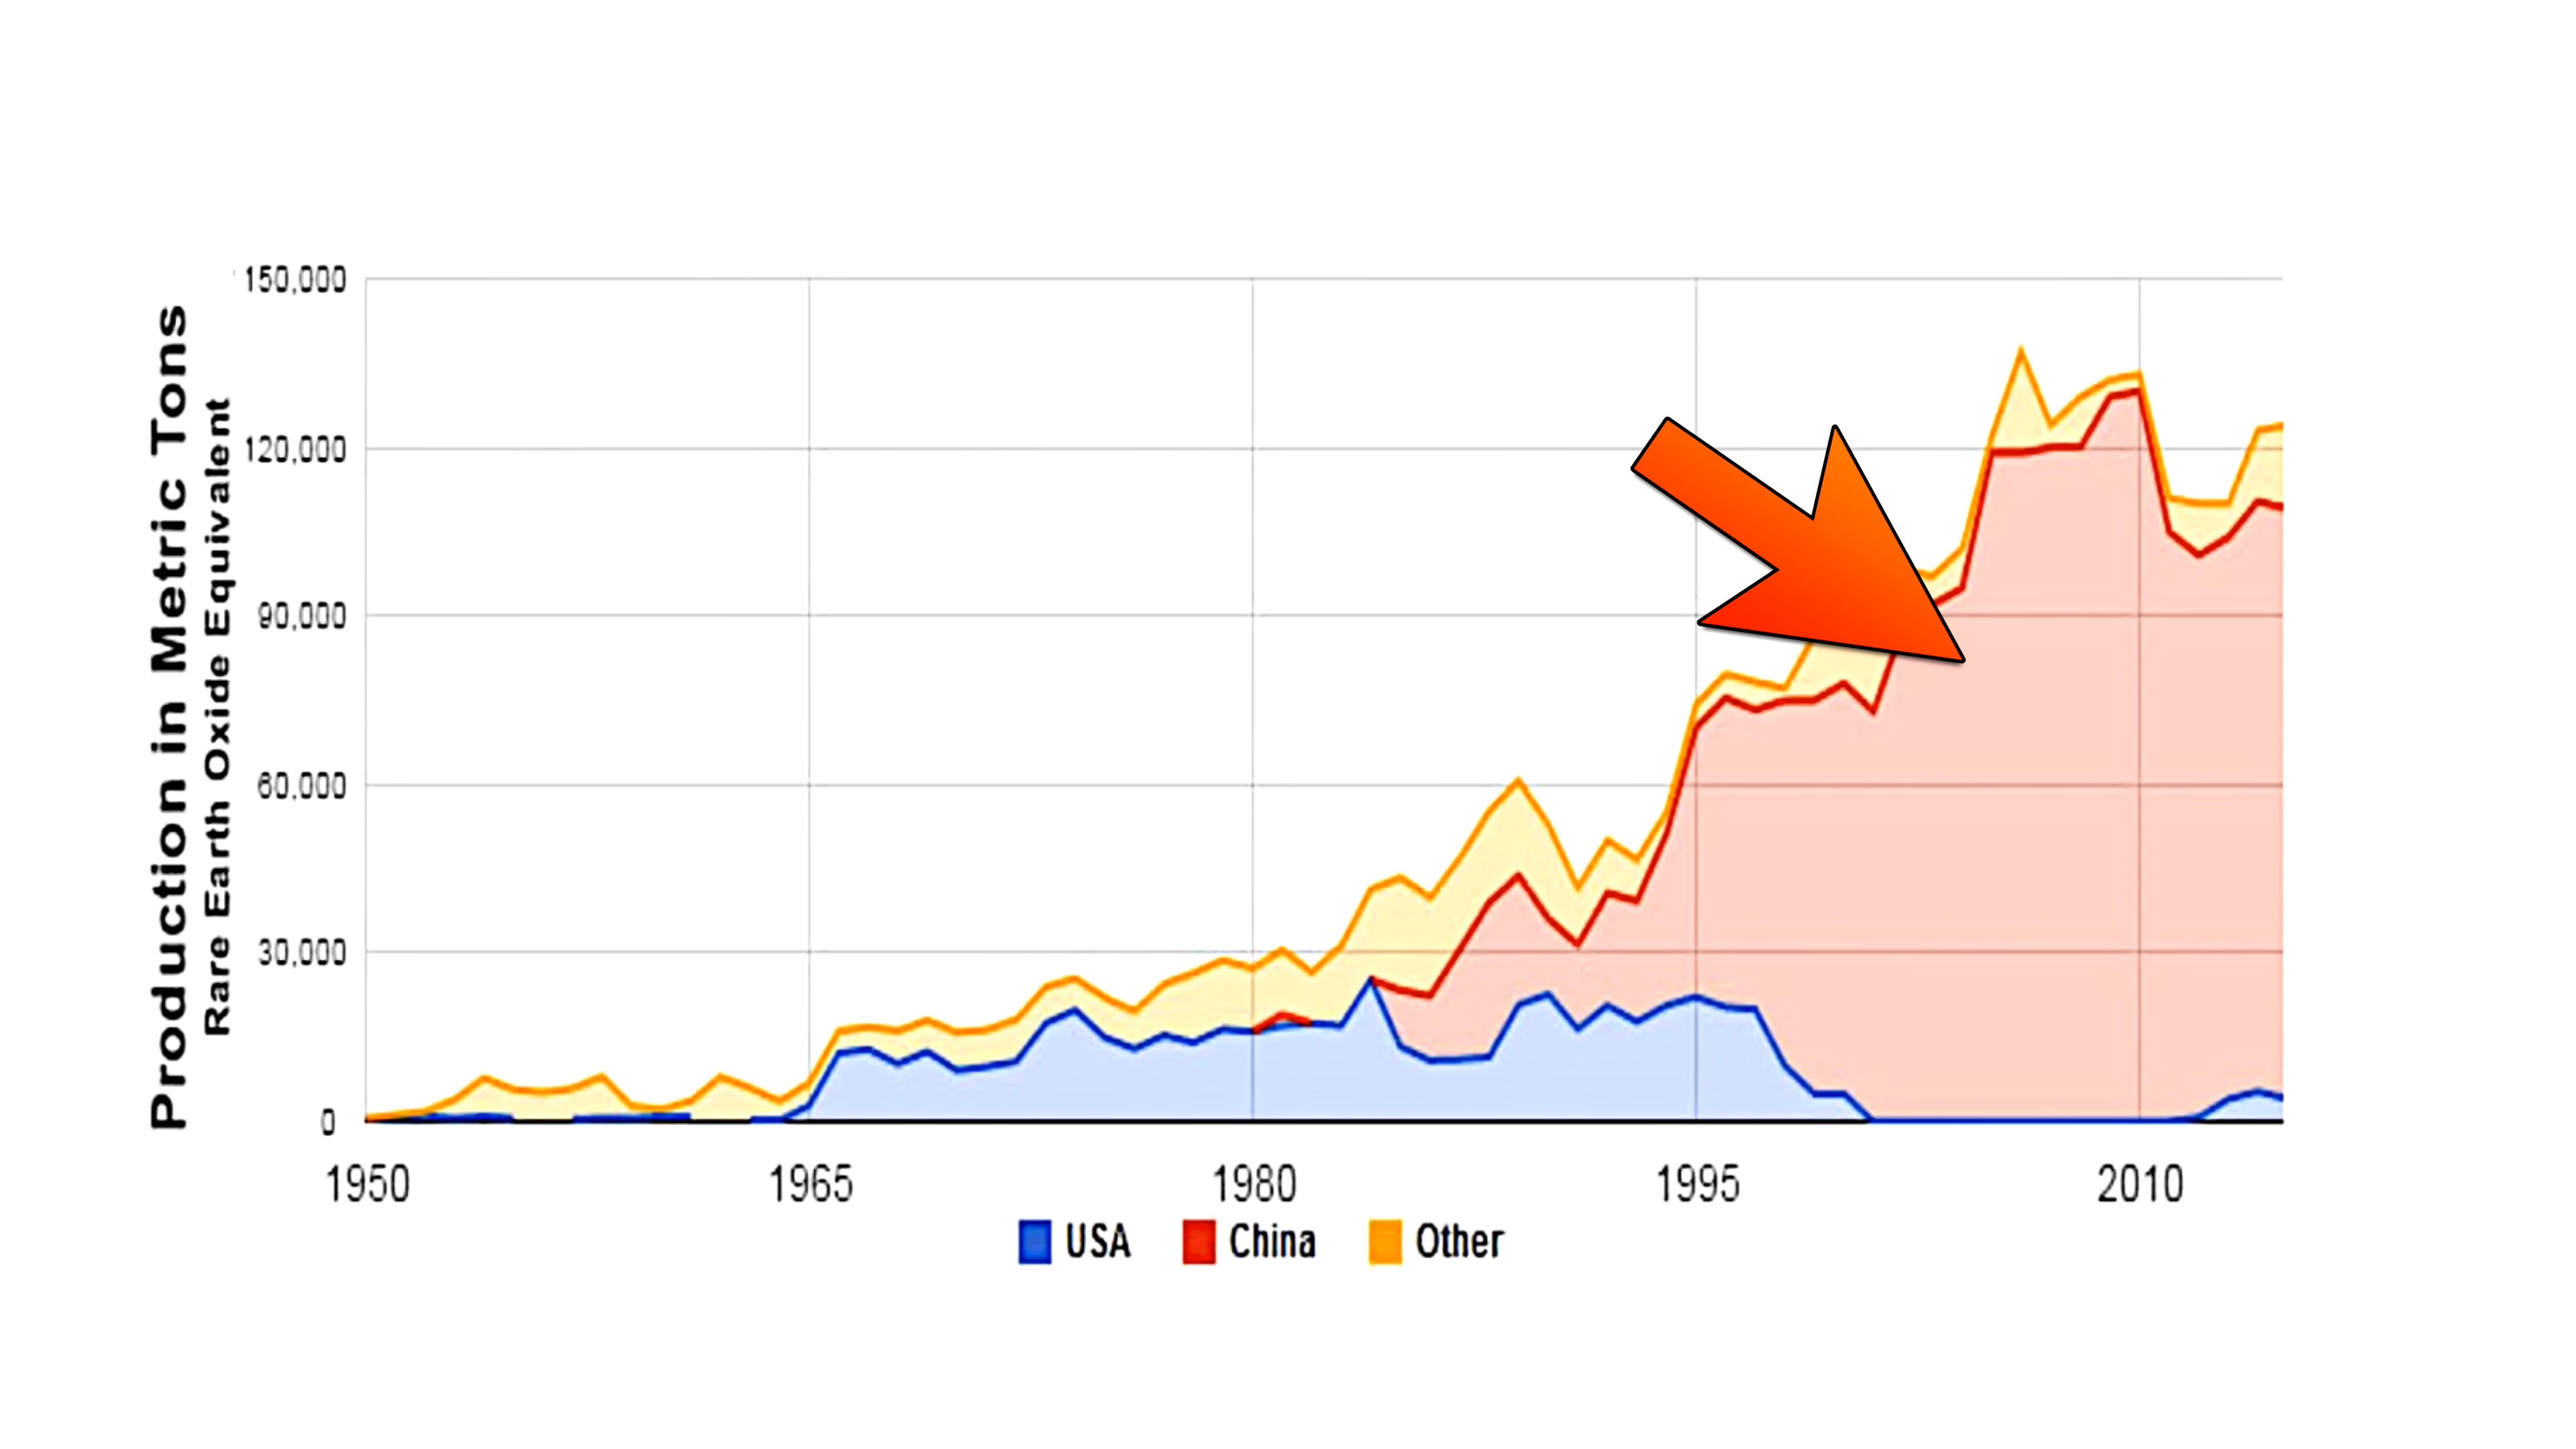 Production in Metric Tons
Rare Earth Oxide Equivalent
150,000
120,000
90,000
60,000
30,000
0
1950 1965 1980 1995 2010
USA China Other